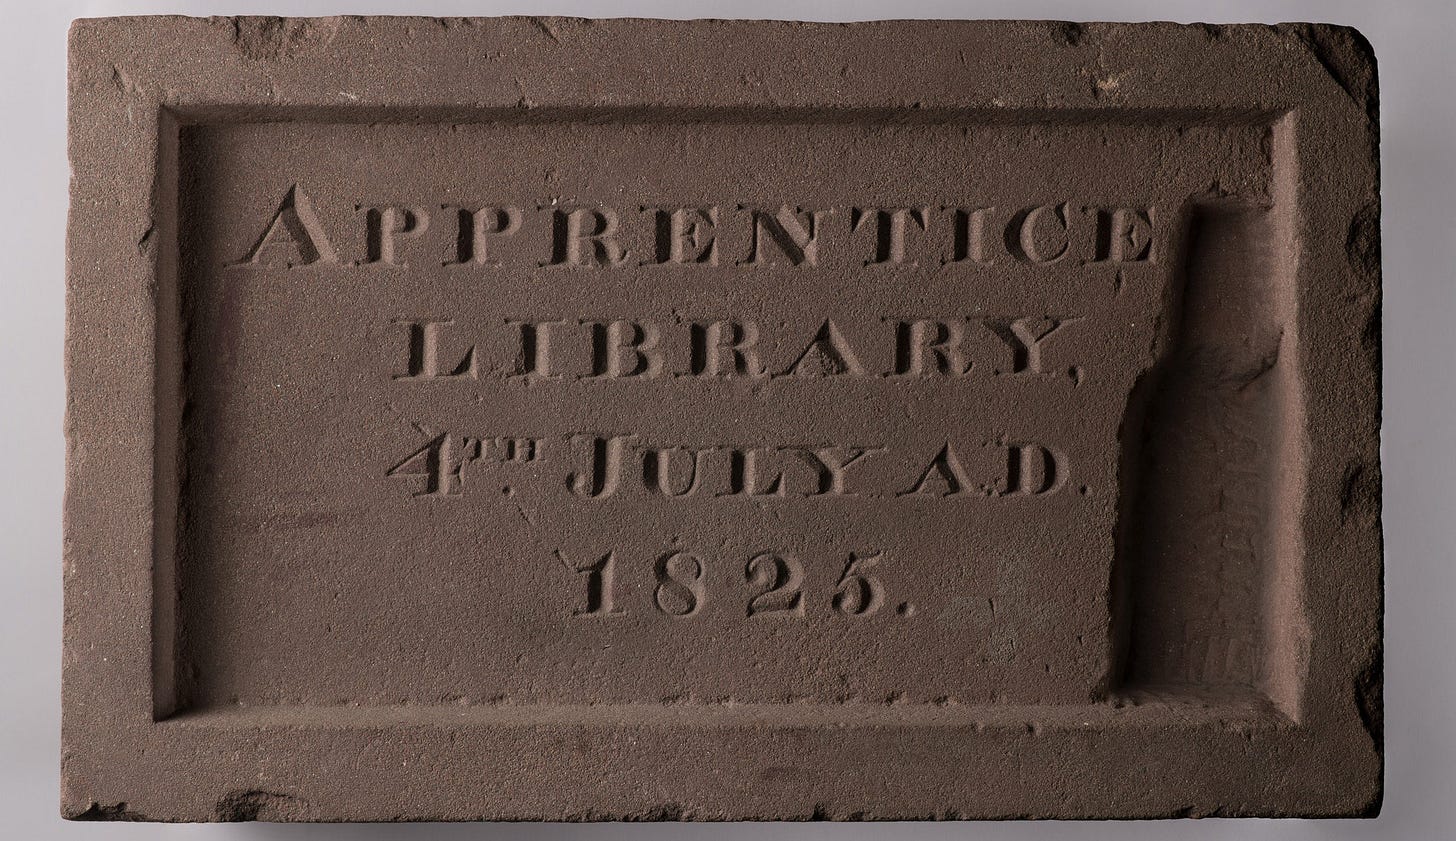 APPRENTICE
LIBRARY,
4TH. JULY A.D.
1825.